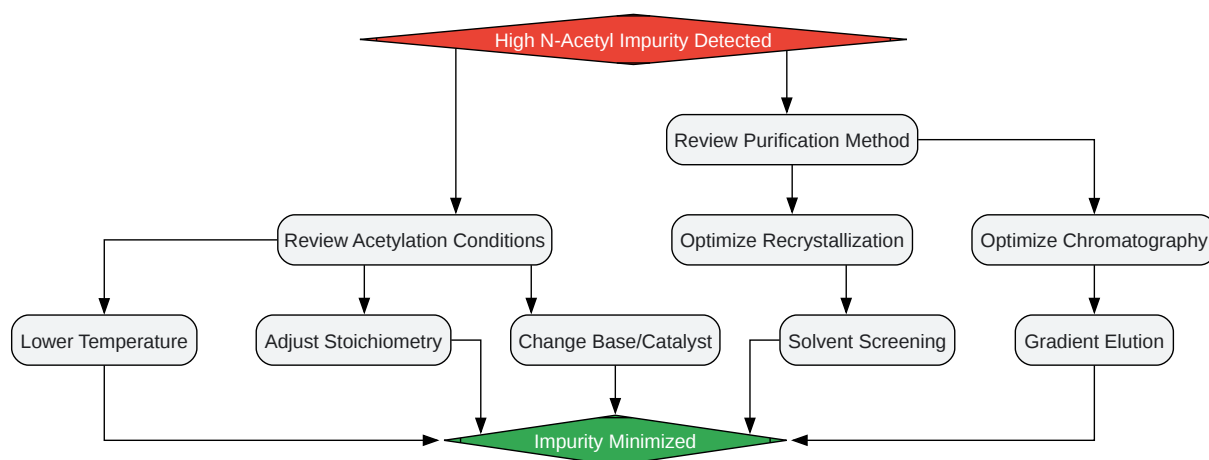 High N-Acetyl Impurity Detected
Review Purification Method
Review Acetylation Conditions
Optimize Recrystallization
Optimize Chromatography
Lower Temperature
Adjust Stoichiometry
Change Base/Catalyst
Solvent Screening
Gradient Elution
Impurity Minimized